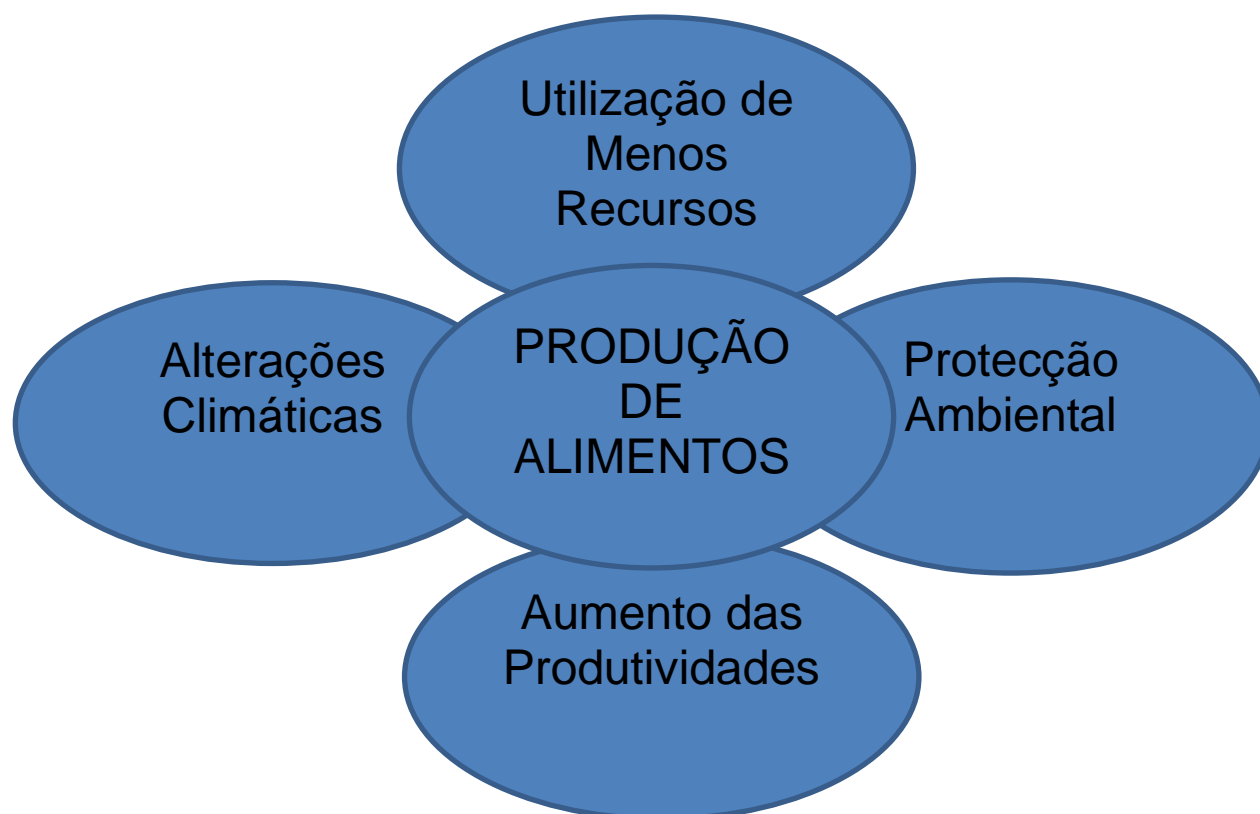 Utilização de
Menos
Recursos
Alterações
Climáticas
PRODUÇÃO
DE
ALIMENTOS
Protecção
Ambiental
Aumento das
Produtividades